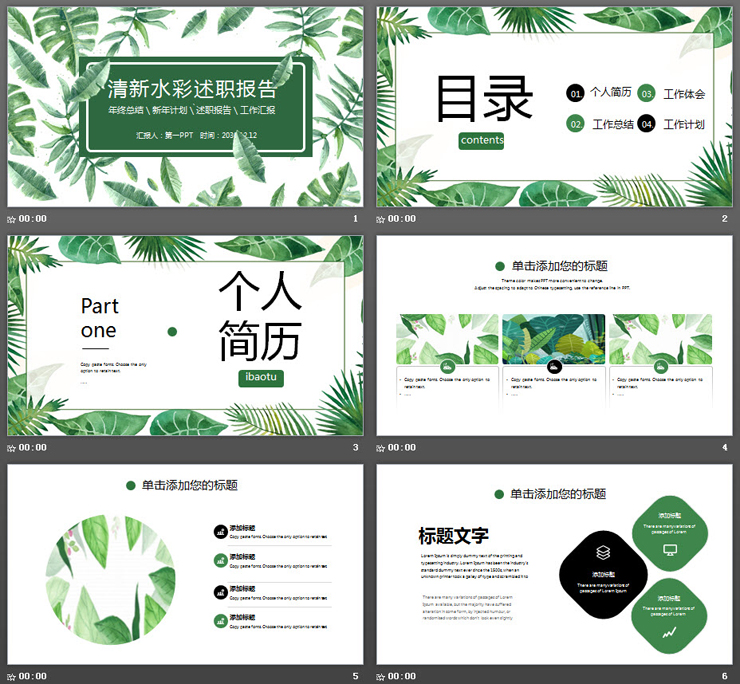 清新水彩述职报告
年终总结 \ 新年计划 \ 述职报告 \ 工作汇报
汇报人：第一PPT 时间：
00:00
1
目录
contents
01.
个人简历
03.
工作体会
02.
工作总结
04.
工作计划
00:00
2
Part
one
Copy paste fonts. Choose the only
option to retain text.
个人
简历
ibaotu
00:00
3
单击添加您的标题
Theme color makes PPT more convenient to change.
Adjust the spacing to adapt to Chinese typesetting, use the reference line in PPT.
Copy paste fonts. Choose the only option to
retain text.
Copy paste fonts. Choose the only option to
retain text.
Copy paste fonts. Choose the only option to
retain text.
00:00
4
单击添加您的标题
添加标题
Copy paste fonts. Choose the only option to retain text.
添加标题
Copy paste fonts. Choose the only option to retain text.
添加标题
Copy paste fonts. Choose the only option to retain text.
添加标题
Copy paste fonts. Choose the only option to retain text.
00:00
5
单击添加您的标题
标题文字
Lorem Ipsum is simply dummy text of the printing and
typesetting industry. Lorem Ipsum has been the industry's
standard dummy text ever since the 1500s when an
unknown printer took a galley of type and scrambled it to
There are many variations of passages of Lorem
Ipsum available, but the majority have suffered
alteration in some form, by injected humour, or
randomised words which don't look even slightly
添加标题
There are many variations of
passages of Lorem Ipsum
添加标题
There are many variations of
passages of Lorem
添加标题
There are many variations of
passages of Lorem Ipsum
00:00
6